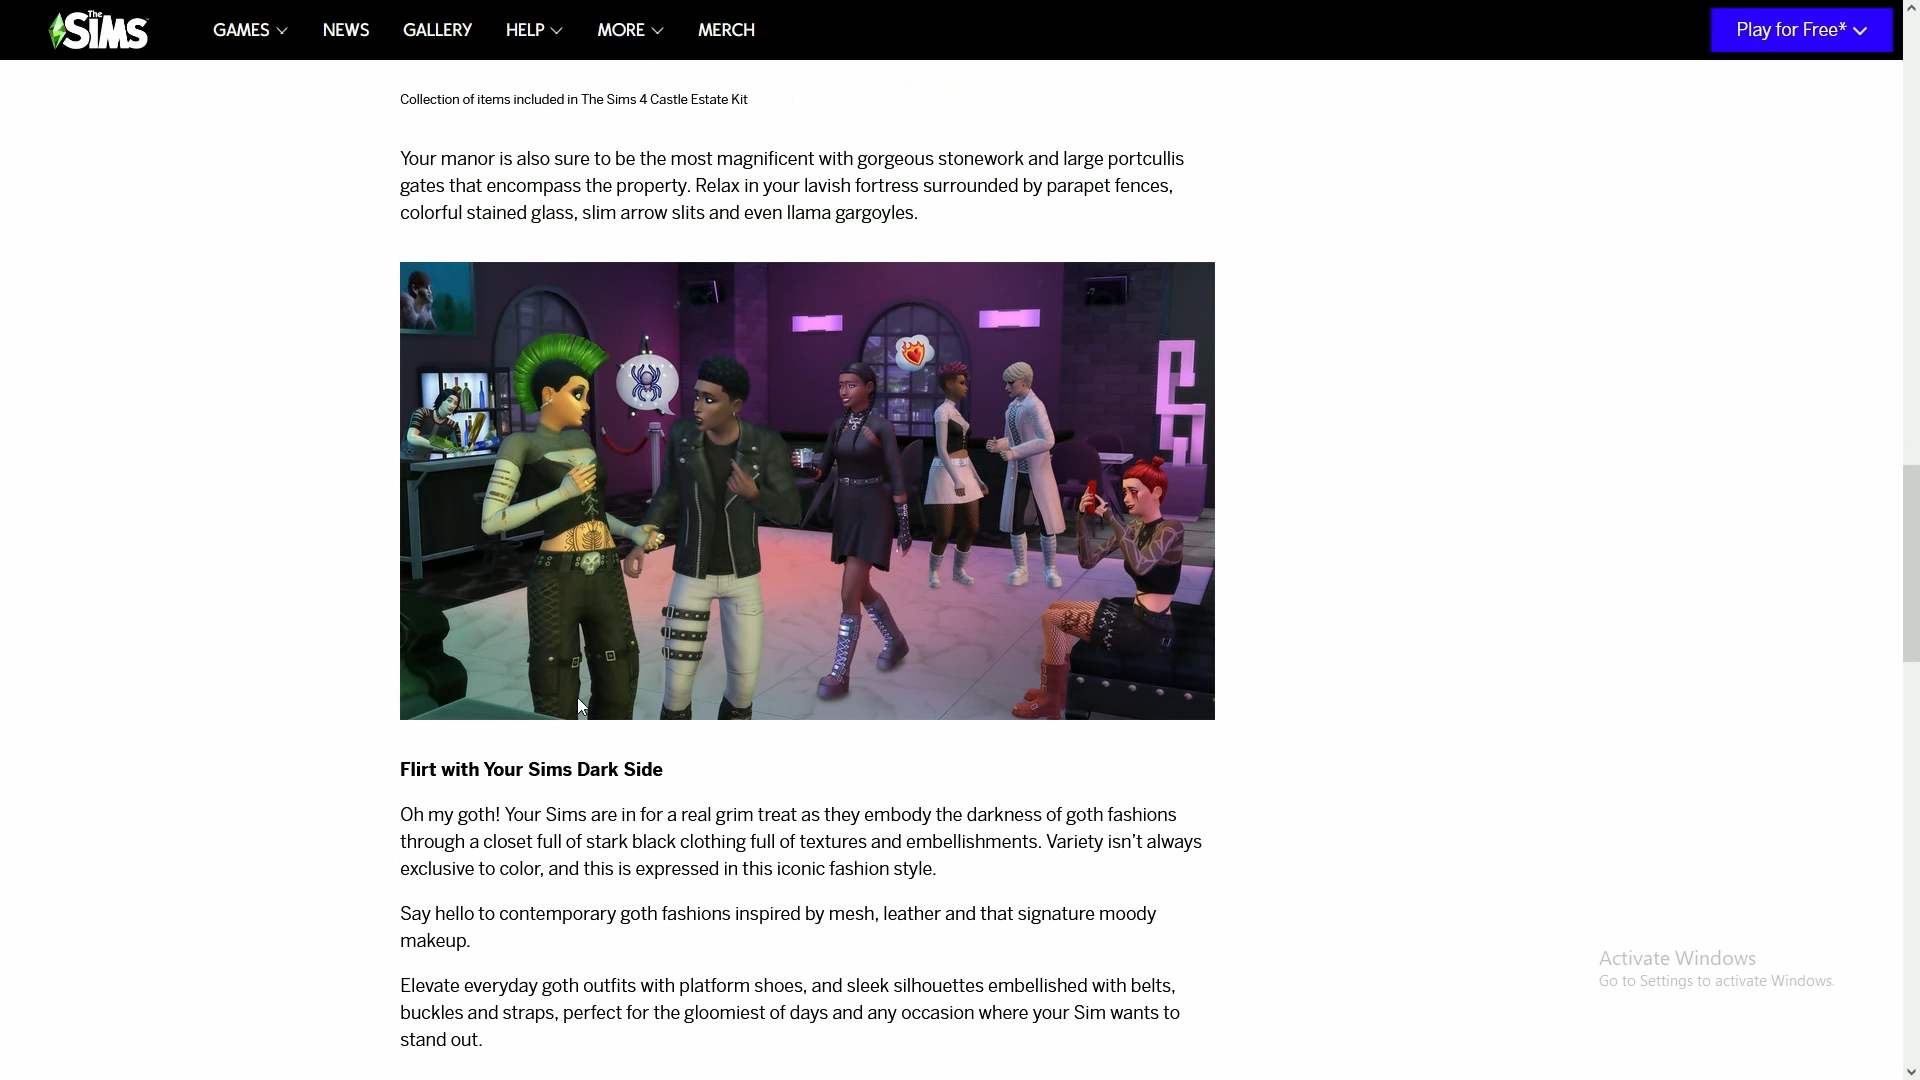 The Sims
GAMES
NEWS
GALLERY
HELP
MORE
MERCH
Play for Free*
Collection of items included in The Sims 4 Castle Estate Kit
Your manor is also sure to be the most magnificent with gorgeous stonework and large portcullis
gates that encompass the property. Relax in your lavish fortress surrounded by parapet fences,
colorful stained glass, slim arrow slits and even llama gargoyles.
Flirt with Your Sims Dark Side
Oh my goth! Your Sims are in for a real grim treat as they embody the darkness of goth fashions
through a closet full of stark black clothing full of textures and embellishments. Variety isn’t always
exclusive to color, and this is expressed in this iconic fashion style.
Say hello to contemporary goth fashions inspired by mesh, leather and that signature moody
makeup.
Elevate everyday goth outfits with platform shoes, and sleek silhouettes embellished with belts,
buckles and straps, perfect for the gloomiest of days and any occasion where your Sim wants to
stand out.
Activate Windows
Go to Settings to activate Windows.